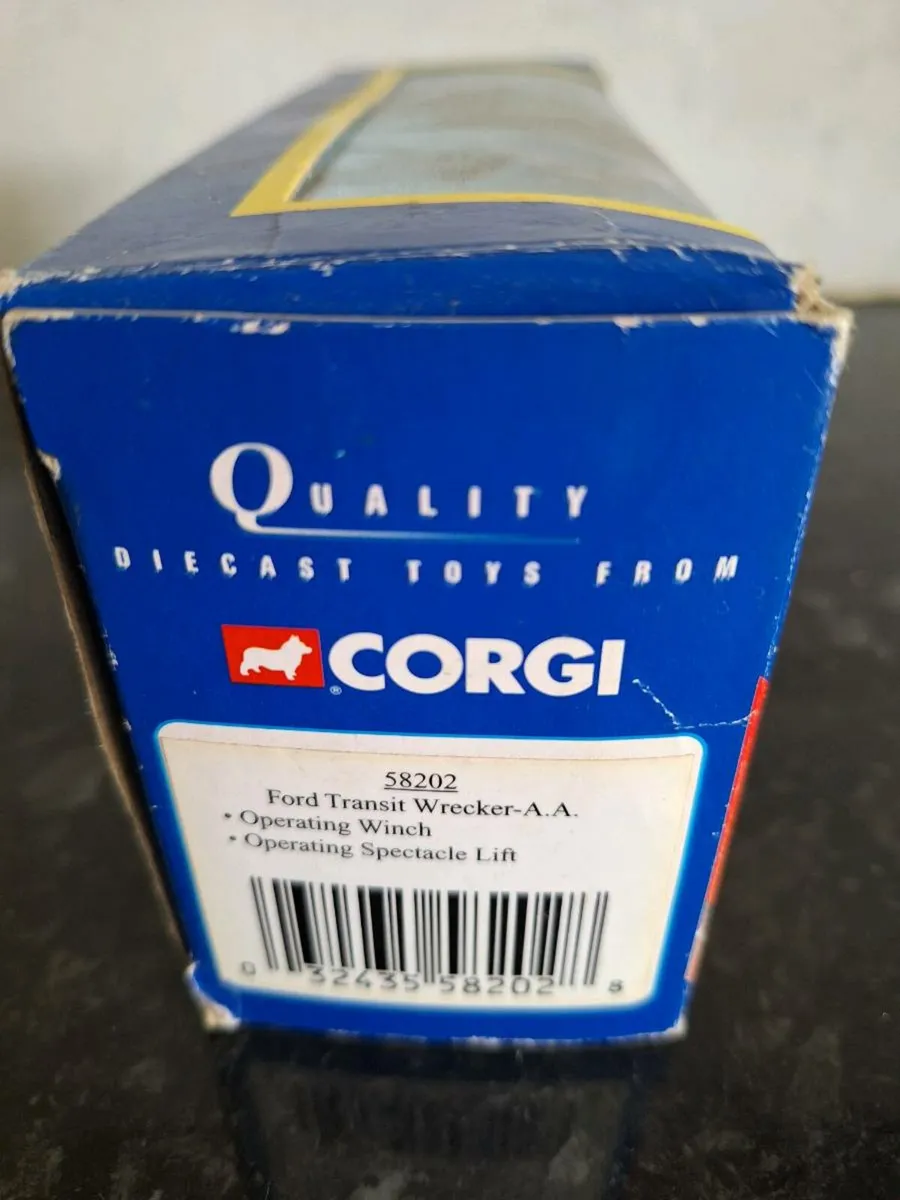 QUALITY
DIECAST TOYS FROM
® CORGI
58202
Ford Transit Wrecker-A.A.
• Operating Winch
• Operating Spectacle Lift
0 32435 58202 8